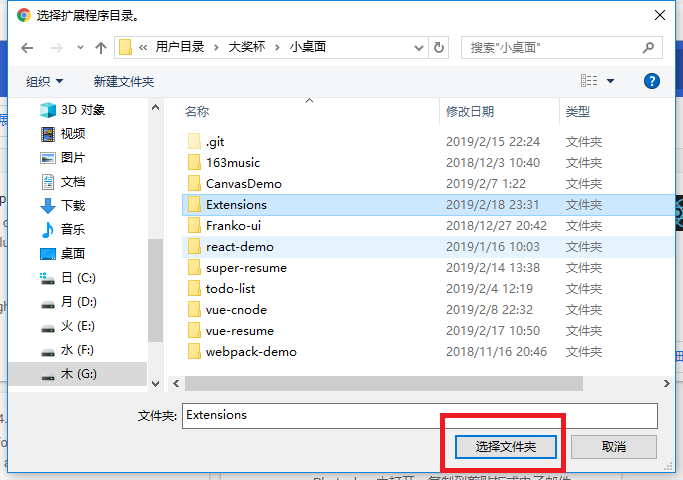 选择扩展程序目录。
« 用户目录 › 大奖杯 › 小桌面
搜索"小桌面"
组织
新建文件夹
名称 修改日期 类型
3D 对象
视频
图片
文档
下载
音乐
桌面
日 (C:)
月 (D:)
火 (E:)
水 (F:)
木 (G:)
.git 2019/2/15 22:24 文件夹
163music 2018/12/3 10:40 文件夹
CanvasDemo 2019/2/7 1:22 文件夹
Extensions 2019/2/18 23:31 文件夹
Franko-ui 2018/12/27 20:42 文件夹
react-demo 2019/1/16 10:03 文件夹
super-resume 2019/2/14 13:38 文件夹
todo-list 2019/2/4 12:19 文件夹
vue-cnode 2019/2/8 22:32 文件夹
vue-resume 2019/2/17 10:50 文件夹
webpack-demo 2018/11/16 20:46 文件夹
文件夹: Extensions
选择文件夹 取消